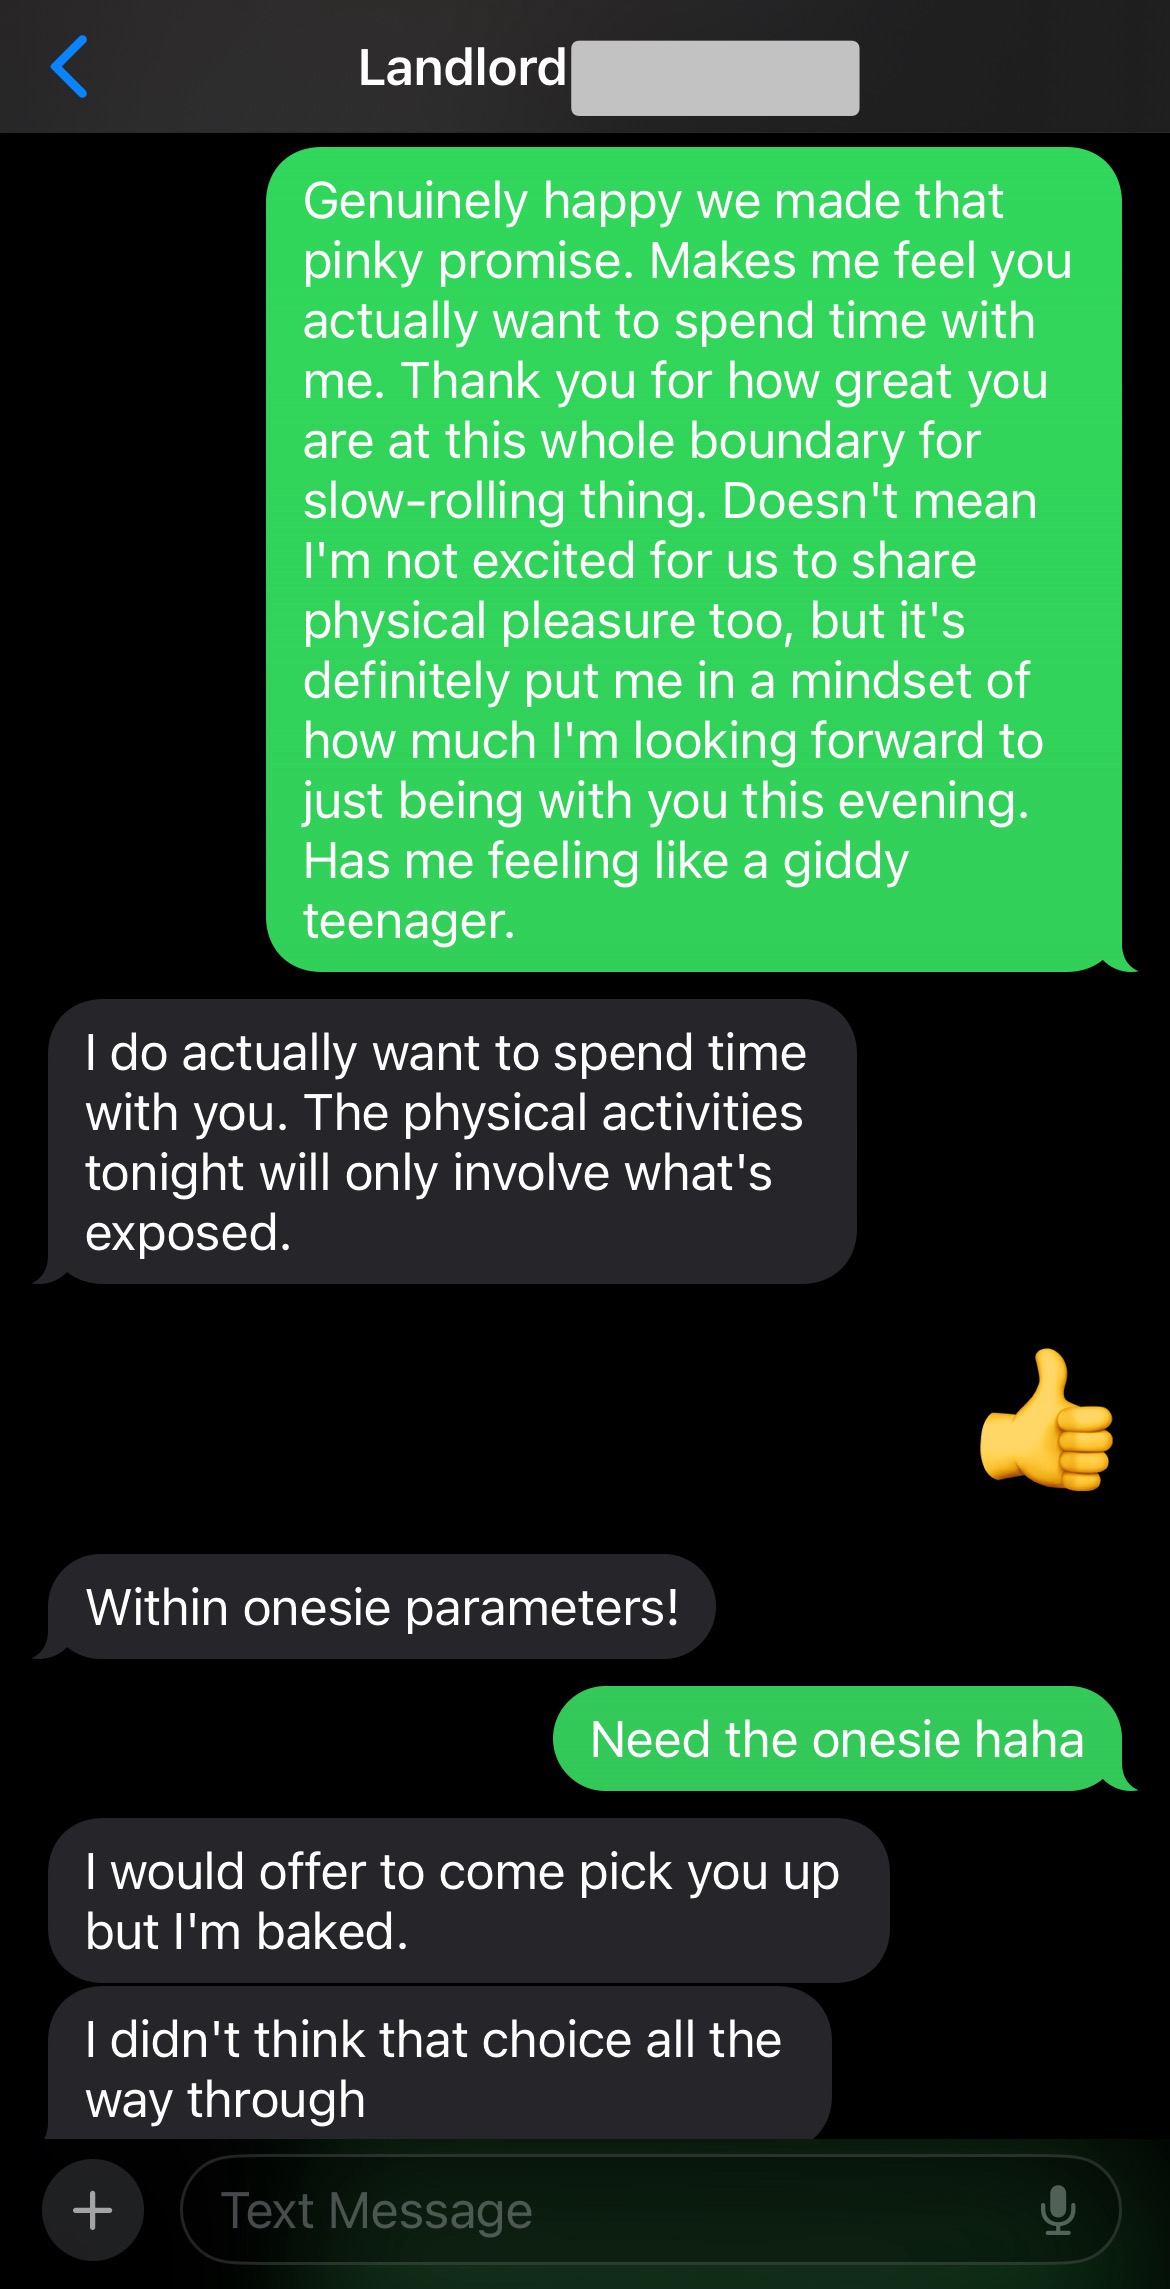 Landlord
Genuinely happy we made that
pinky promise. Makes me feel you
actually want to spend time with
me. Thank you for how great you
are at this whole boundary for
slow-rolling thing. Doesn't mean
I'm not excited for us to share
physical pleasure too, but it's
definitely put me in a mindset of
how much I'm looking forward to
just being with you this evening.
Has me feeling like a giddy
teenager.
I do actually want to spend time
with you. The physical activities
tonight will only involve what's
exposed.
Within onesie parameters!
Need the onesie haha
I would offer to come pick you up
but I'm baked.
I didn't think that choice all the
way through
Text Message